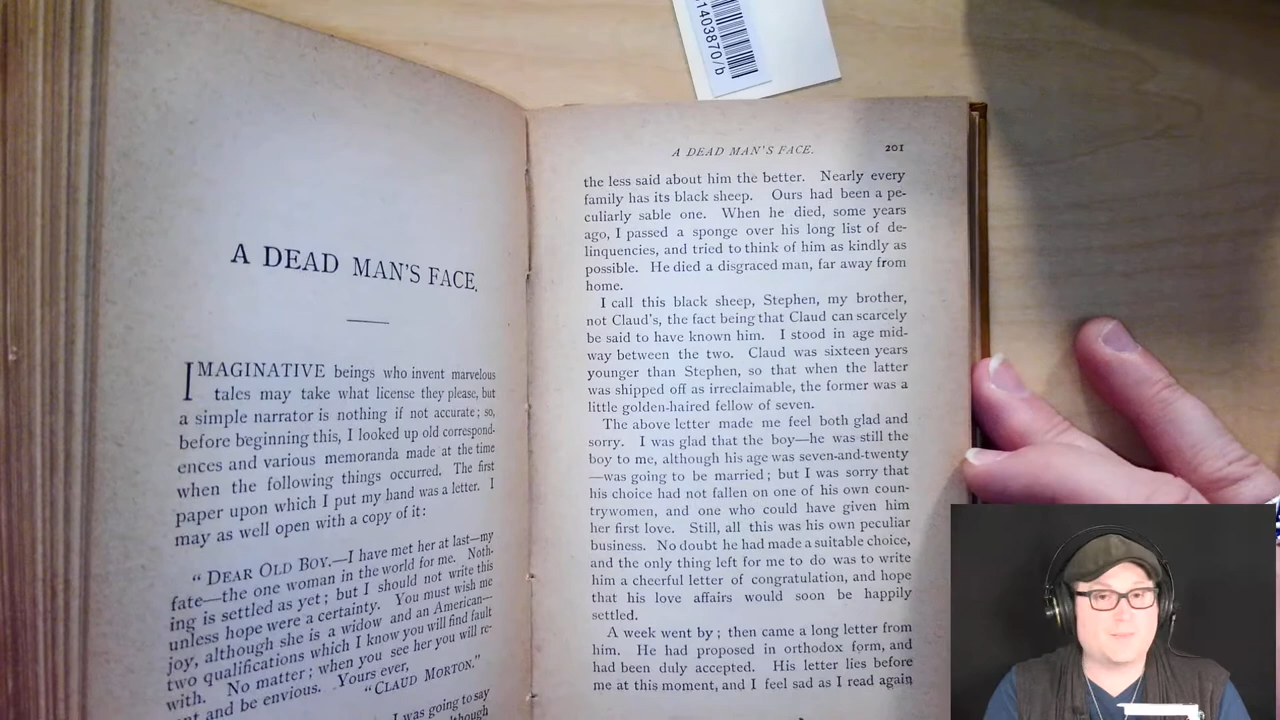 1403870/b
A DEAD MAN'S FACE.
IMAGINATIVE beings who invent marvelous
tales may take what license they please, but
a simple narrator is nothing if not accurate; so,
before beginning this, I looked up old correspond-
ences and various memoranda made at the time
when the following things occurred. The first
paper upon which I put my hand was a letter. I
may as well open with a copy of it:
"DEAR OLD BOY.—I have met her at last—my
fate—the one woman in the world for me. Noth-
ing is settled as yet; but I should not write this
unless hope were a certainty. You must wish me
joy, although she is a widow and an American—
two qualifications which I know you will find fault
with. No matter; when you see her you will re-
nt and be envious. Yours ever,
"CLAUD MORTON."
I was going to say
although
A DEAD MAN'S FACE. 201
the less said about him the better. Nearly every
family has its black sheep. Ours had been a pe-
culiarly sable one. When he died, some years
ago, I passed a sponge over his long list of de-
linquencies, and tried to think of him as kindly as
possible. He died a disgraced man, far away from
home.
I call this black sheep, Stephen, my brother,
not Claud's, the fact being that Claud can scarcely
be said to have known him. I stood in age mid-
way between the two. Claud was sixteen years
younger than Stephen, so that when the latter
was shipped off as irreclaimable, the former was a
little golden-haired fellow of seven.
The above letter made me feel both glad and
sorry. I was glad that the boy—he was still the
boy to me, although his age was seven-and-twenty
—was going to be married; but I was sorry that
his choice had not fallen on one of his own coun-
trywomen, and one who could have given him
her first love. Still, all this was his own peculiar
business. No doubt he had made a suitable choice,
and the only thing left for me to do was to write
him a cheerful letter of congratulation, and hope
that his love affairs would soon be happily
settled.
A week went by; then came a long letter from
him. He had proposed in orthodox form, and
had been duly accepted. His letter lies before
me at this moment, and I feel sad as I read again